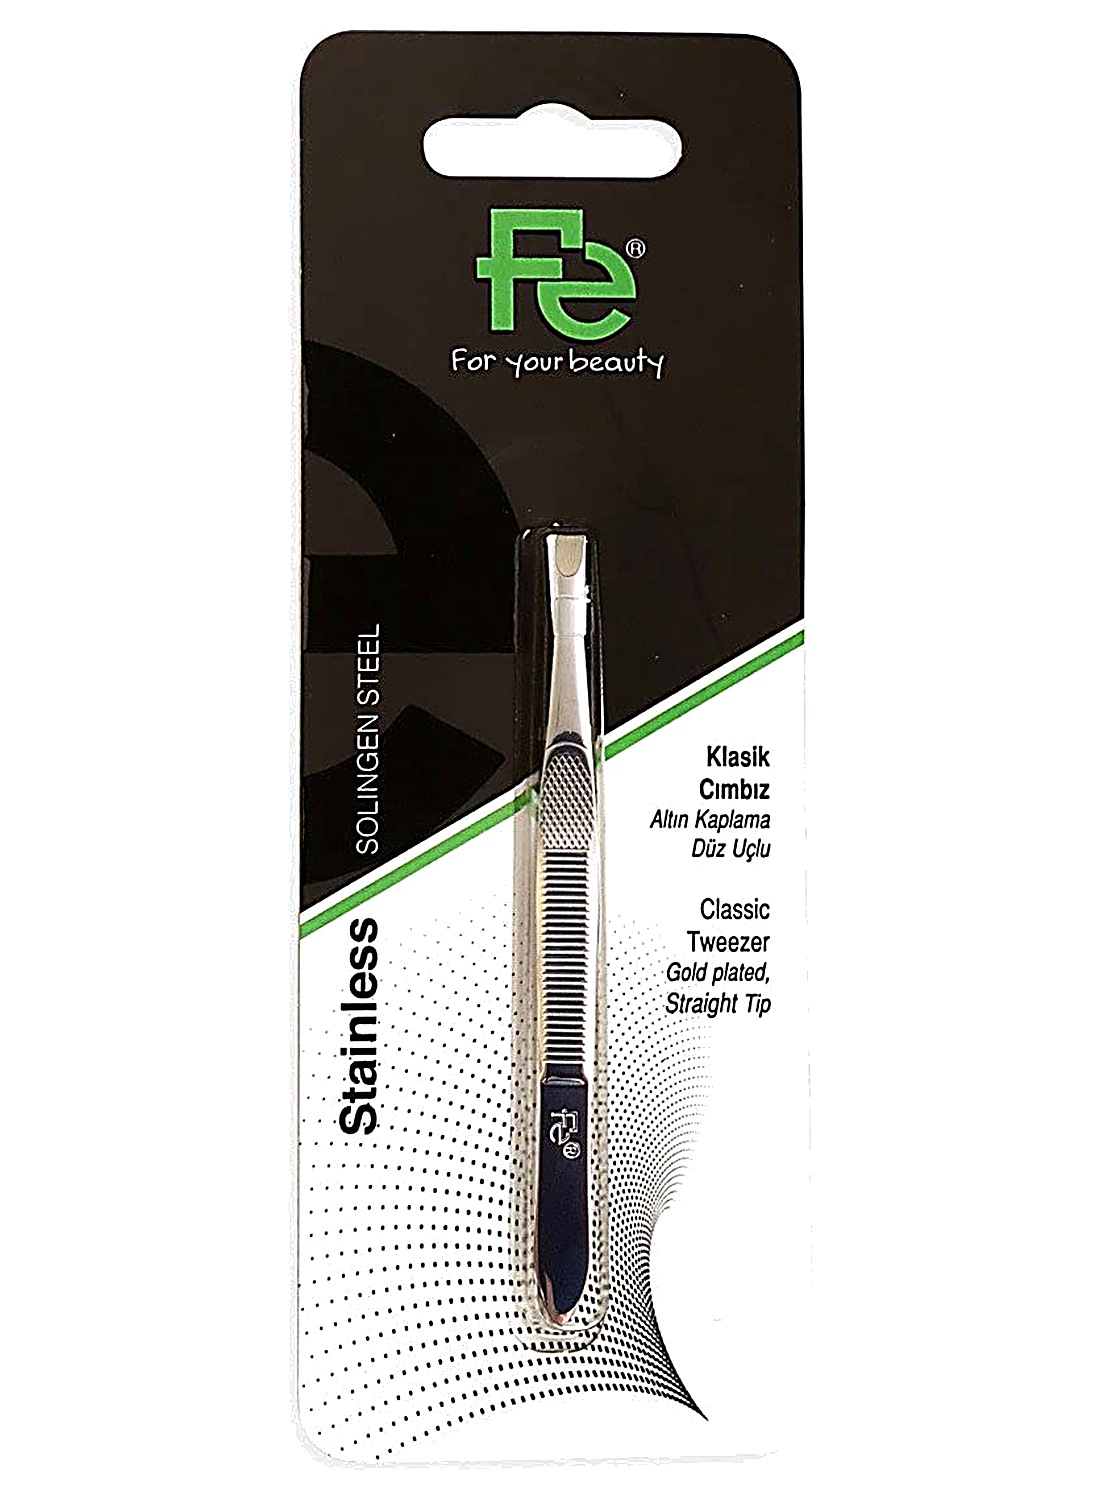 Fe®
For your beauty
SOLINGEN STEEL
Stainless
Klasik
Cımbız
Altın Kaplama
Düz Uçlu
Classic
Tweezer
Gold plated,
Straight Tip
Fe®